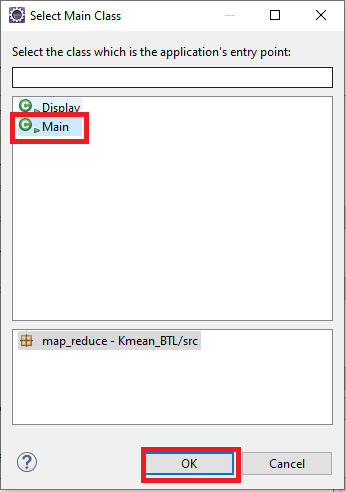 Select Main Class
Select the class which is the application's entry point:
Display
Main
map_reduce - Kmean_BTL/src
?
OK
Cancel